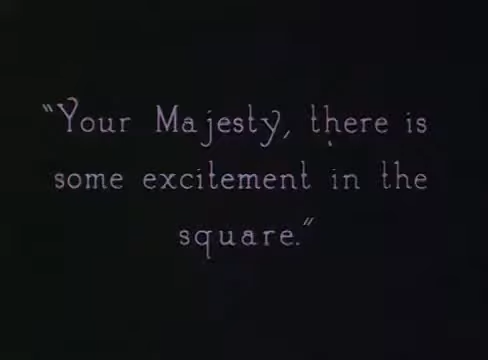 "Your Majesty, there is
some excitement in the
square."